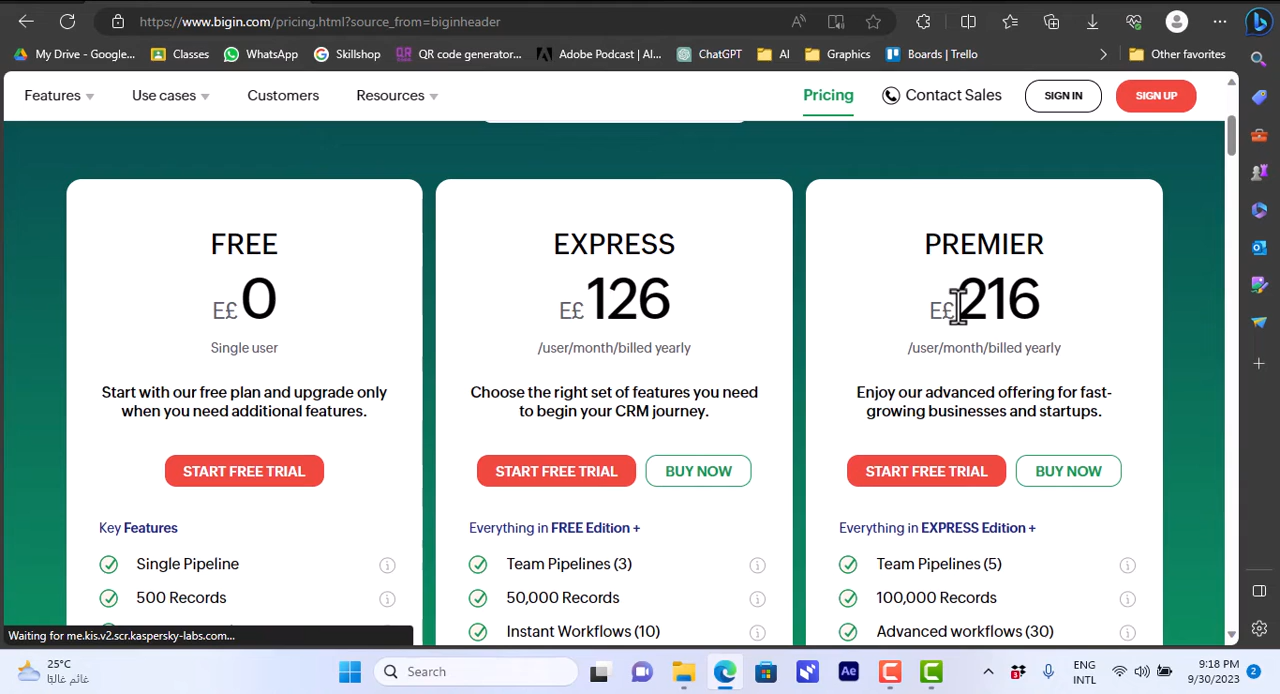 https://www.bigin.com/pricing.html?source_from=biginheader
My Drive - Google... Classes WhatsApp Skillshop QR code generator... Adobe Podcast | AI... ChatGPT AI Graphics Boards | Trello Other favorites
Features Use cases Customers Resources Pricing Contact Sales SIGN IN SIGN UP
FREE
E£ 0
Single user
Start with our free plan and upgrade only
when you need additional features.
START FREE TRIAL
Key Features
Single Pipeline
500 Records
EXPRESS
E£ 126
/user/month/billed yearly
Choose the right set of features you need
to begin your CRM journey.
START FREE TRIAL BUY NOW
Everything in FREE Edition +
Team Pipelines (3)
50,000 Records
Instant Workflows (10)
PREMIER
E£ 216
/user/month/billed yearly
Enjoy our advanced offering for fast-
growing businesses and startups.
START FREE TRIAL BUY NOW
Everything in EXPRESS Edition +
Team Pipelines (5)
100,000 Records
Advanced workflows (30)
Waiting for me.kis.v2.scr.kaspersky-labs.com...
25°C
غائم غالبًا
Search
Ae
3
ENG
INTL
9:18 PM
9/30/2023
2